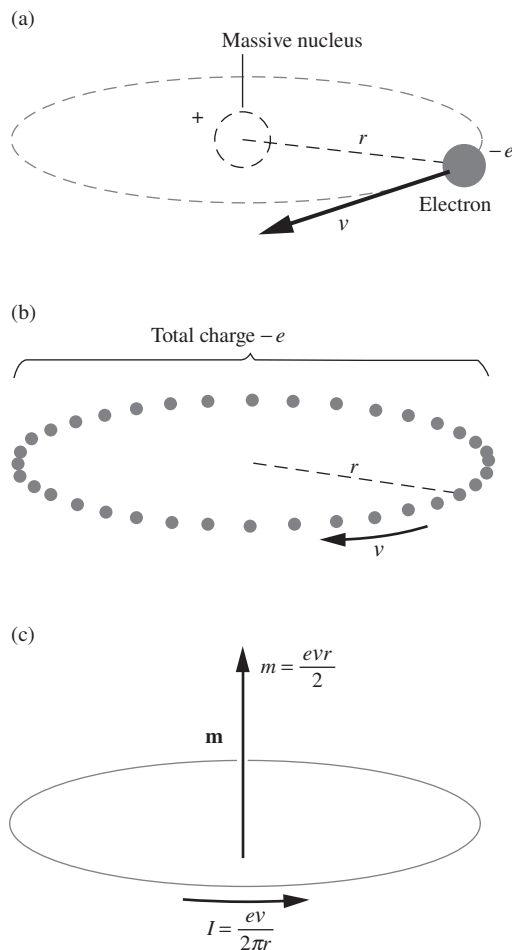 (a)
Massive nucleus
+
r
−e
Electron
v
(b)
Total charge −e
r
v
(c)
m = evr/2
m
I = ev/2πr